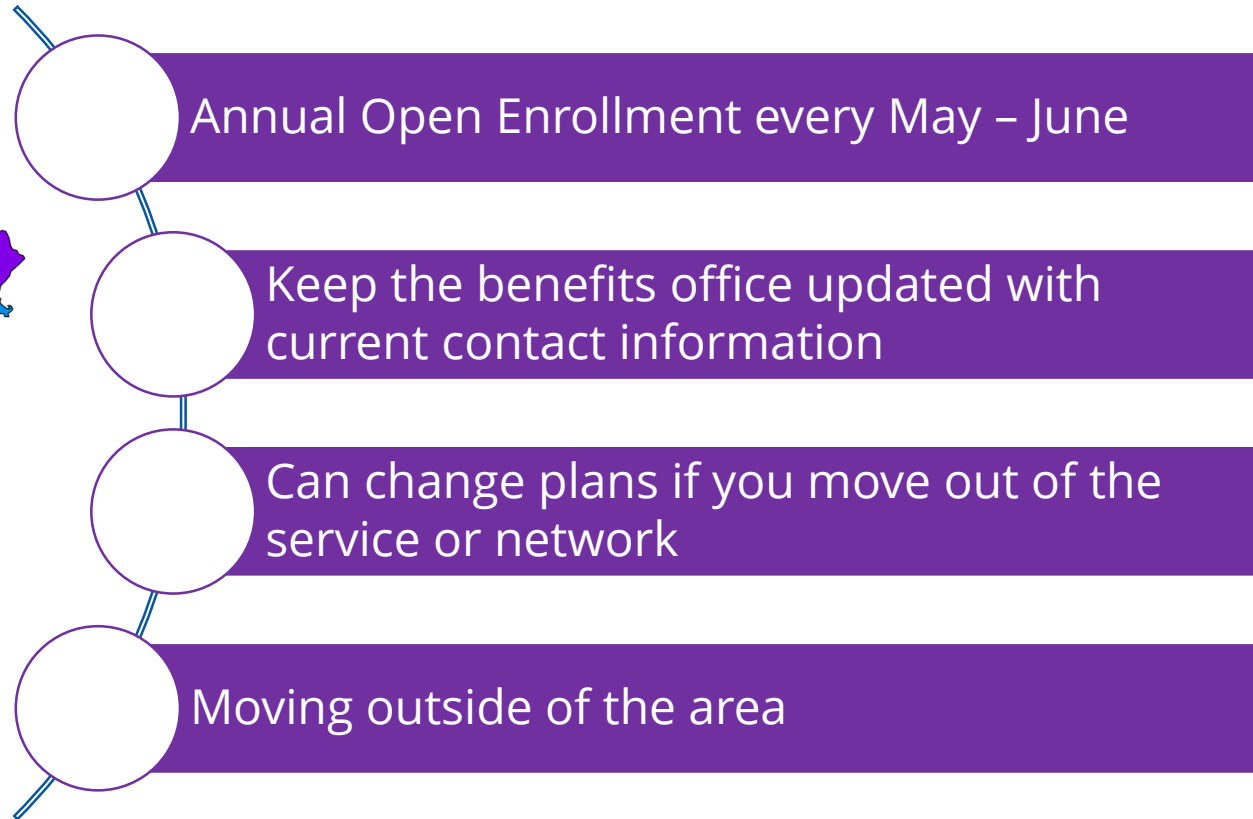 Annual Open Enrollment every May – June
Keep the benefits office updated with
current contact information
Can change plans if you move out of the
service or network
Moving outside of the area